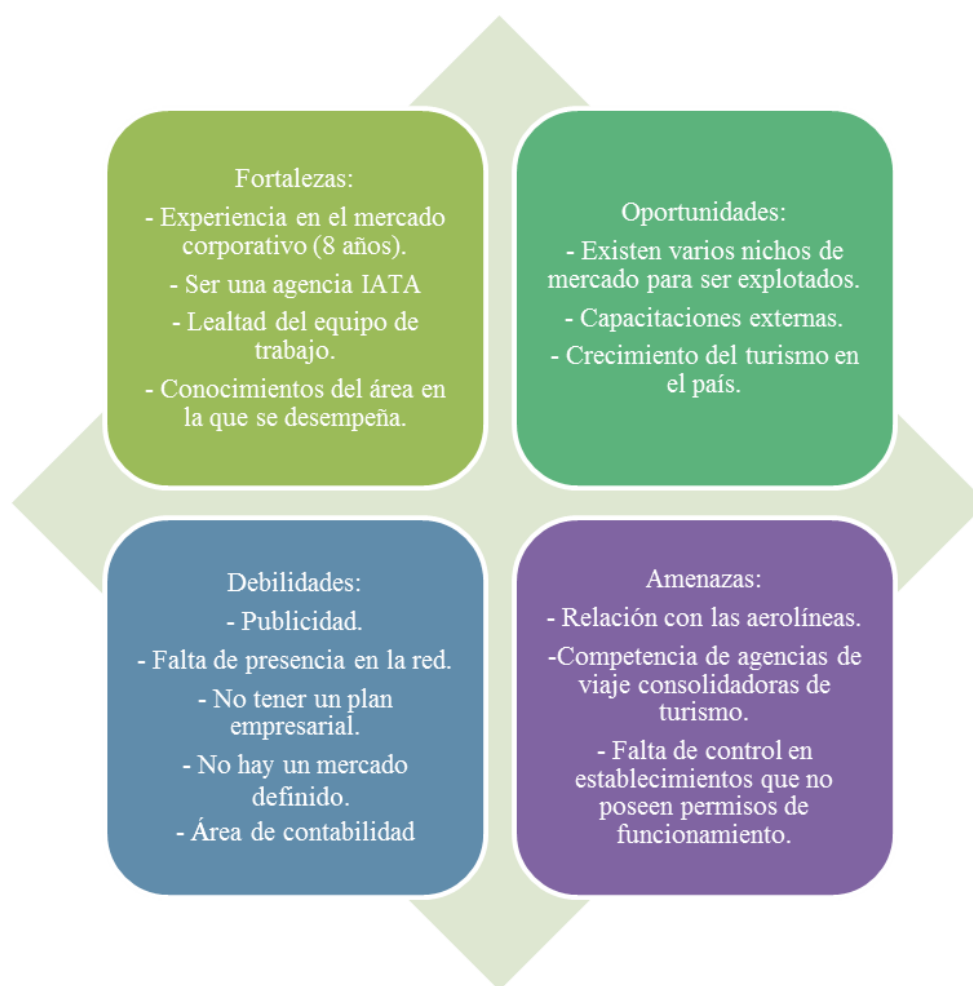 Fortalezas:
- Experiencia en el mercado
corporativo (8 años).
- Ser una agencia IATA
- Lealtad del equipo de
trabajo.
- Conocimientos del área en
la que se desempeña.
Oportunidades:
- Existen varios nichos de
mercado para ser explotados.
- Capacitaciones externas.
- Crecimiento del turismo en
el país.
Debilidades:
- Publicidad.
- Falta de presencia en la red.
- No tener un plan
empresarial.
- No hay un mercado
definido.
- Área de contabilidad
Amenazas:
- Relación con las aerolíneas.
-Competencia de agencias de
viaje consolidadoras de
turismo.
- Falta de control en
establecimientos que no
poseen permisos de
funcionamiento.